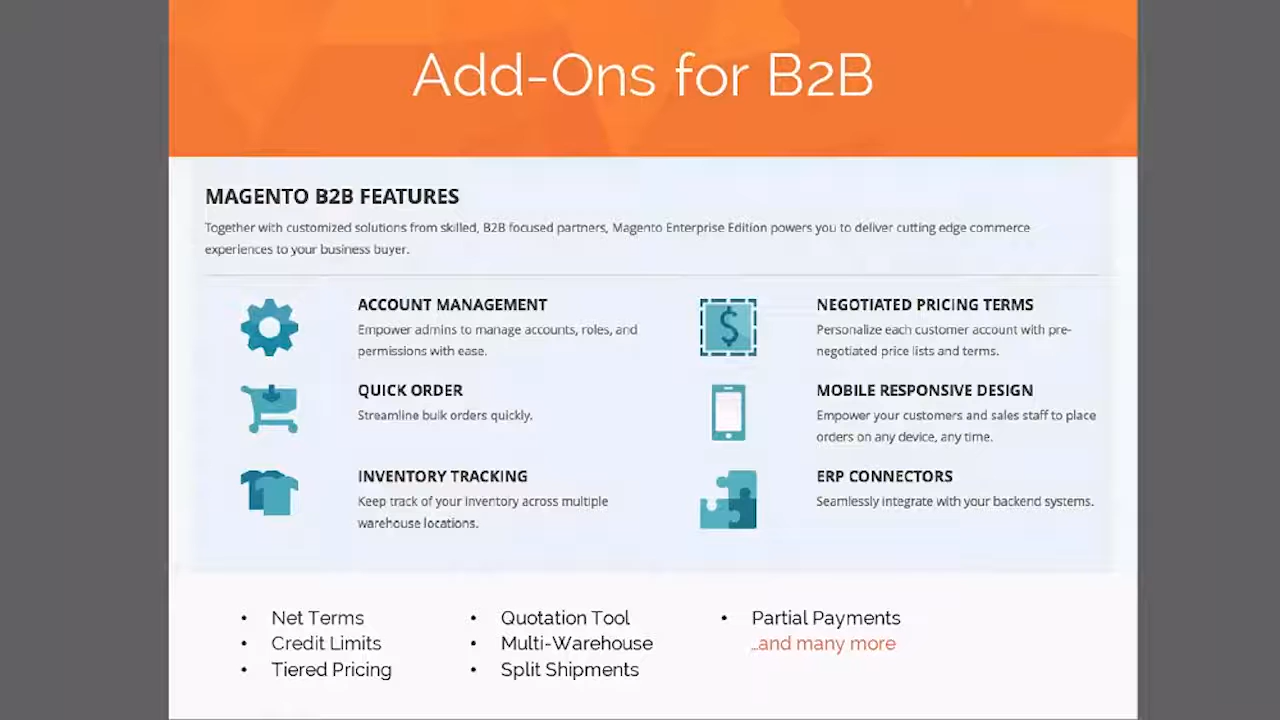 Add-Ons for B2B
MAGENTO B2B FEATURES
Together with customized solutions from skilled, B2B focused partners, Magento Enterprise Edition powers you to deliver cutting edge commerce
experiences to your business buyer.
ACCOUNT MANAGEMENT
Empower admins to manage accounts, roles, and
permissions with ease.
NEGOTIATED PRICING TERMS
Personalize each customer account with pre-
negotiated price lists and terms.
QUICK ORDER
Streamline bulk orders quickly.
MOBILE RESPONSIVE DESIGN
Empower your customers and sales staff to place
orders on any device, any time.
INVENTORY TRACKING
Keep track of your inventory across multiple
warehouse locations.
ERP CONNECTORS
Seamlessly integrate with your backend systems.
• Net Terms
• Credit Limits
• Tiered Pricing
• Quotation Tool
• Multi-Warehouse
• Split Shipments
• Partial Payments
...and many more